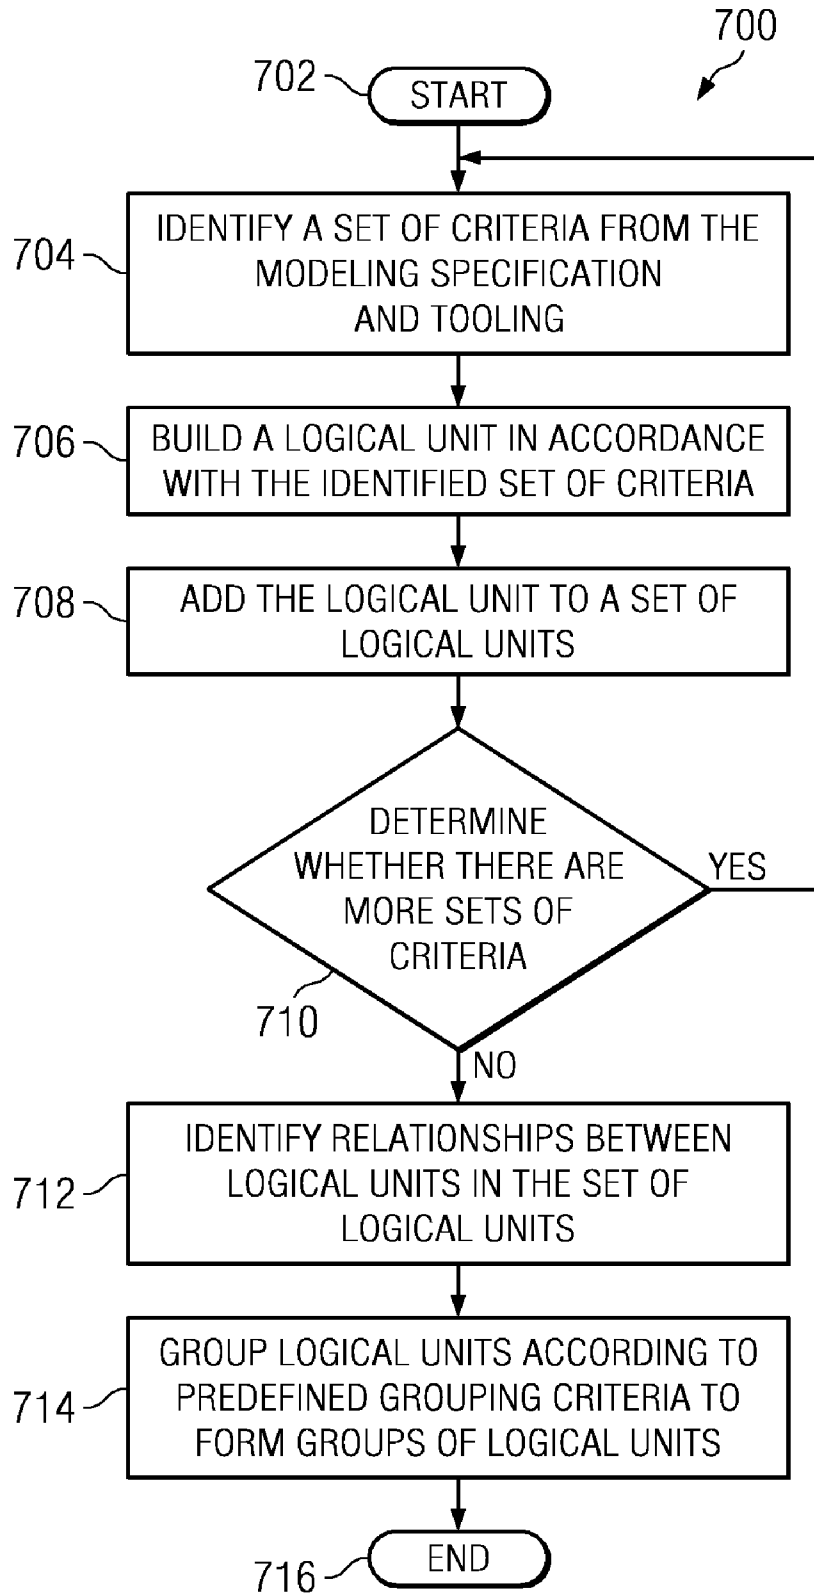 700
702
START
704
IDENTIFY A SET OF CRITERIA FROM THE
MODELING SPECIFICATION
AND TOOLING
706
BUILD A LOGICAL UNIT IN ACCORDANCE
WITH THE IDENTIFIED SET OF CRITERIA
708
ADD THE LOGICAL UNIT TO A SET OF
LOGICAL UNITS
DETERMINE
WHETHER THERE ARE
MORE SETS OF
CRITERIA
YES
710
NO
712
IDENTIFY RELATIONSHIPS BETWEEN
LOGICAL UNITS IN THE SET OF
LOGICAL UNITS
714
GROUP LOGICAL UNITS ACCORDING TO
PREDEFINED GROUPING CRITERIA TO
FORM GROUPS OF LOGICAL UNITS
716
END